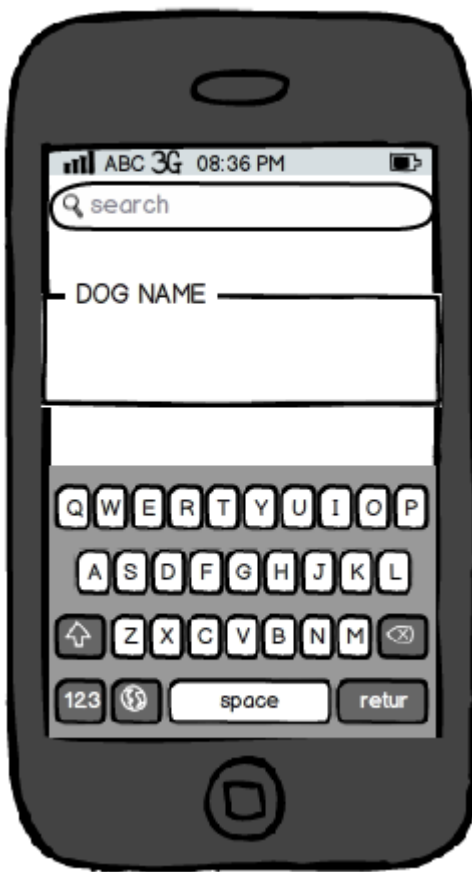 ABC 3G 08:36 PM
search
DOG NAME
Q W E R T Y U I O P
A S D F G H J K L
Z X C V B N M
123 space retur